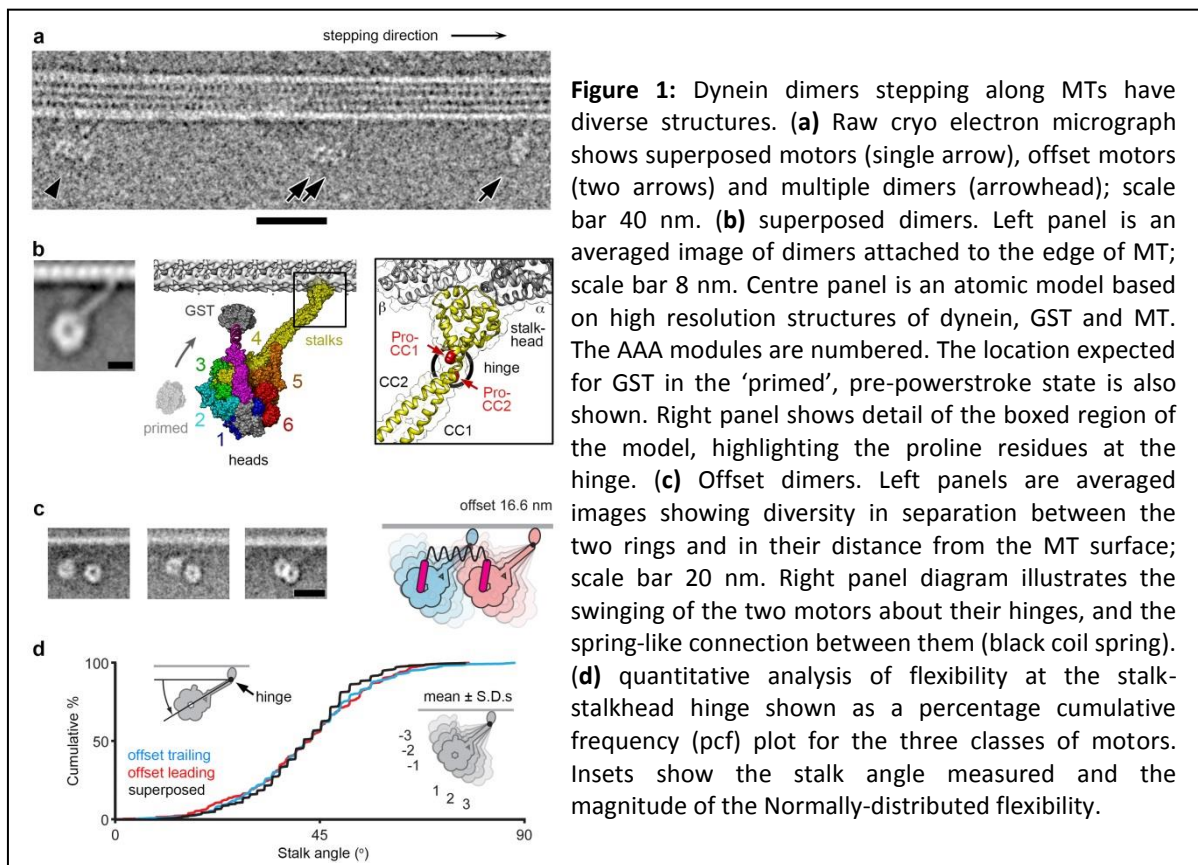 a
stepping direction
b
GST
4
stalks
3
5
primed
2
6
1
heads
β
α
stalk-
head
Pro-
CC1
hinge
CC2
Pro-
CC2
CC1
c
offset 16.6 nm
d
100
hinge
mean ± S.D.s
Cumulative %
50
-3
-2
-1
offset trailing
offset leading
superposed
1
2
3
0
0
45
90
Stalk angle (°)
Figure 1: Dynein dimers stepping along MTs have
diverse structures. (a) Raw cryo electron micrograph
shows superposed motors (single arrow), offset motors
(two arrows) and multiple dimers (arrowhead); scale
bar 40 nm. (b) superposed dimers. Left panel is an
averaged image of dimers attached to the edge of MT;
scale bar 8 nm. Centre panel is an atomic model based
on high resolution structures of dynein, GST and MT.
The AAA modules are numbered. The location expected
for GST in the ‘primed’, pre-powerstroke state is also
shown. Right panel shows detail of the boxed region of
the model, highlighting the proline residues at the
hinge. (c) Offset dimers. Left panels are averaged
images showing diversity in separation between the
two rings and in their distance from the MT surface;
scale bar 20 nm. Right panel diagram illustrates the
swinging of the two motors about their hinges, and the
spring-like connection between them (black coil spring).
(d) quantitative analysis of flexibility at the stalk-
stalkhead hinge shown as a percentage cumulative
frequency (pcf) plot for the three classes of motors.
Insets show the stalk angle measured and the
magnitude of the Normally-distributed flexibility.